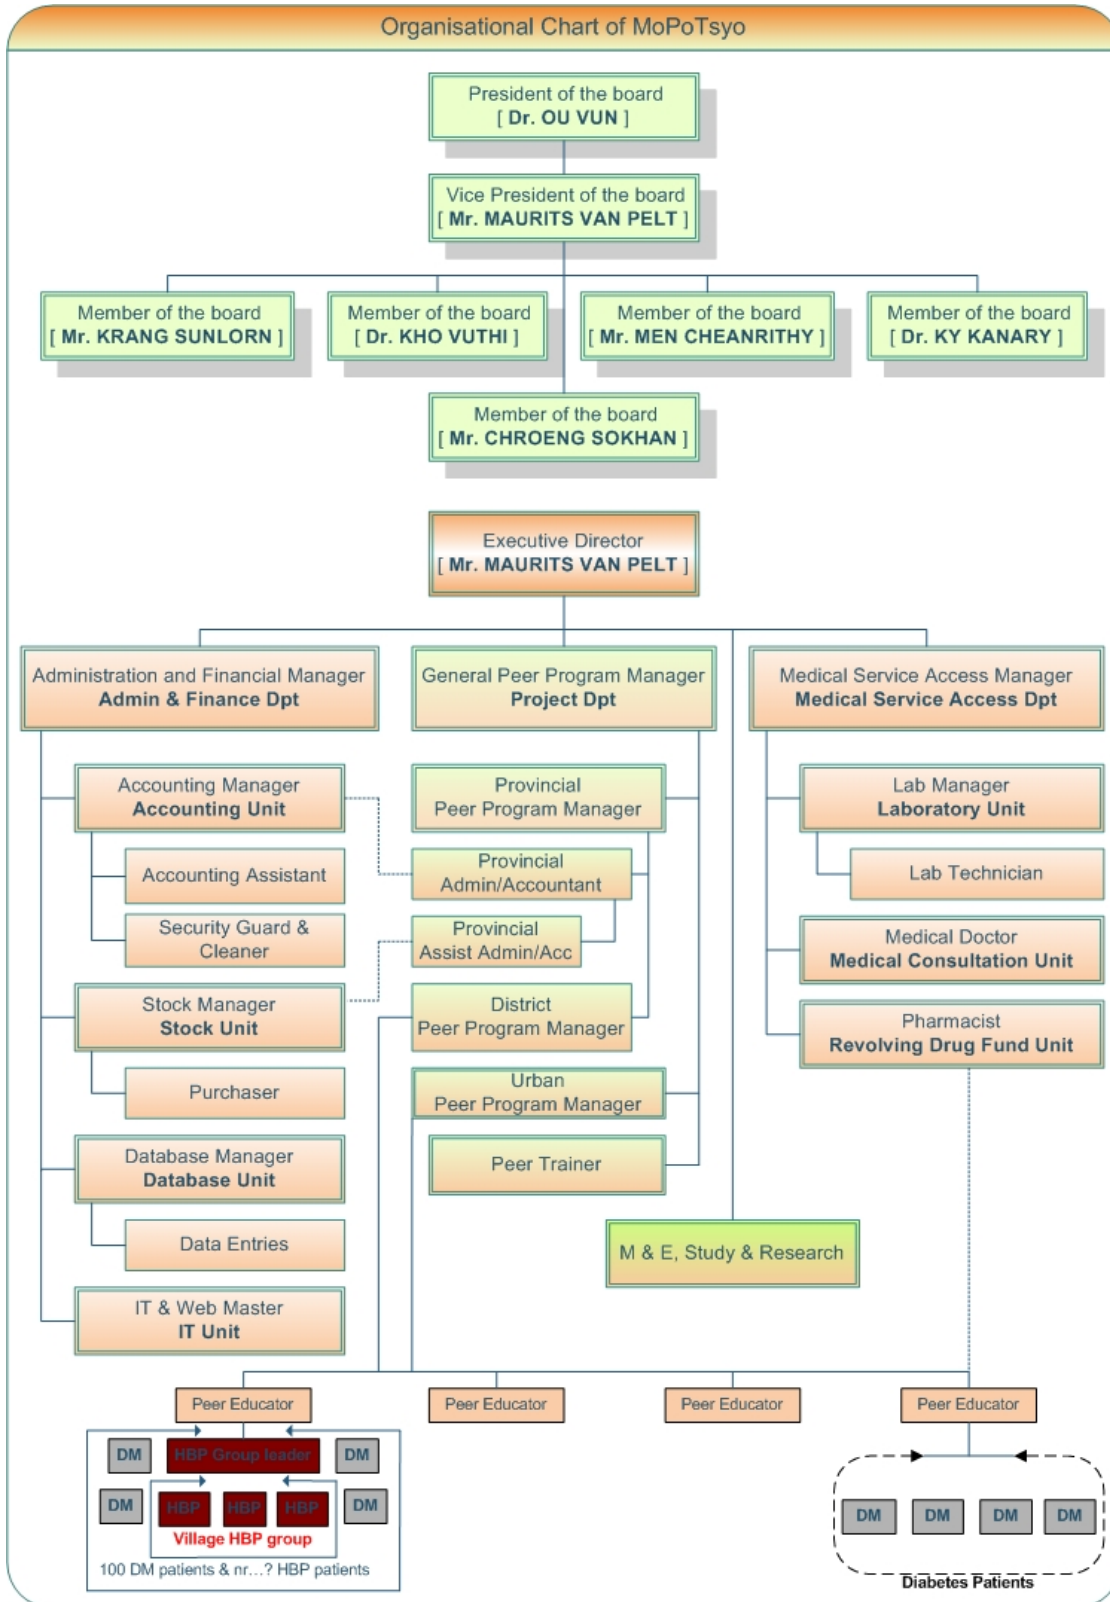 Organisational Chart of MoPoTsyo
President of the board
[ Dr. OU VUN ]
Vice President of the board
[ Mr. MAURITS VAN PELT ]
Member of the board
[ Mr. KRANG SUNLORN ]
Member of the board
[ Dr. KHO VUTHI ]
Member of the board
[ Mr. MEN CHEANRITHY ]
Member of the board
[ Dr. KY KANARY ]
Member of the board
[ Mr. CHROENG SOKHAN ]
Executive Director
[ Mr. MAURITS VAN PELT ]
Administration and Financial Manager
Admin & Finance Dpt
Accounting Manager
Accounting Unit
Accounting Assistant
Security Guard &
Cleaner
Stock Manager
Stock Unit
Purchaser
Database Manager
Database Unit
Data Entries
IT & Web Master
IT Unit
General Peer Program Manager
Project Dpt
Provincial
Peer Program Manager
Provincial
Admin/Accountant
Provincial
Assist Admin/Acc
District
Peer Program Manager
Urban
Peer Program Manager
Peer Trainer
M & E, Study & Research
Medical Service Access Manager
Medical Service Access Dpt
Lab Manager
Laboratory Unit
Lab Technician
Medical Doctor
Medical Consultation Unit
Pharmacist
Revolving Drug Fund Unit
Peer Educator
Peer Educator
Peer Educator
Peer Educator
DM
HBP Group leader
DM
DM
HBP
HBP
HBP
DM
Village HBP group
100 DM patients & nr...? HBP patients
DM
DM
DM
DM
Diabetes Patients